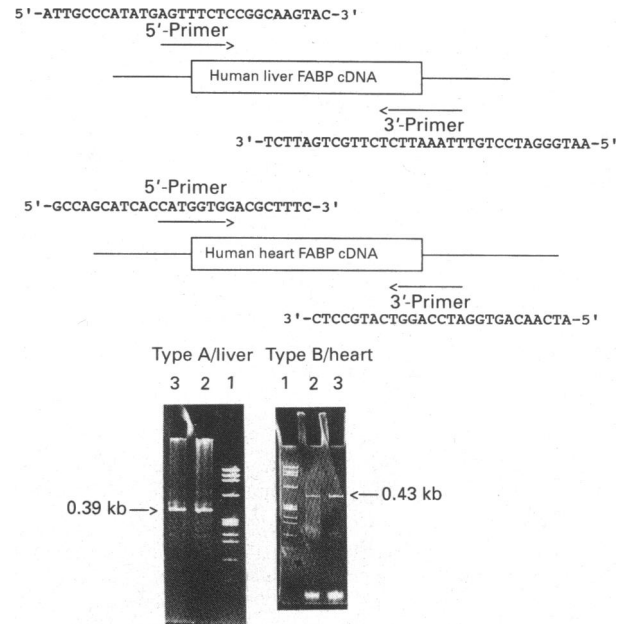 5'-ATTGCCCATATGAGTTTCTCCGGCAAGTAC-3'
5'-Primer
Human liver FABP cDNA
3'-Primer
3'-TCTTAGTCGTTCTCTTAAATTTGTCCTAGGGTAA-5'
5'-Primer
5'-GCCAGCATCACCATGGTGGACGCTTTC-3'
Human heart FABP cDNA
3'-Primer
3'-CTCCGTACTGGACCTAGGTGACAACTA-5'
Type A/liver Type B/heart
3 2 1 1 2 3
0.39 kb
0.43 kb